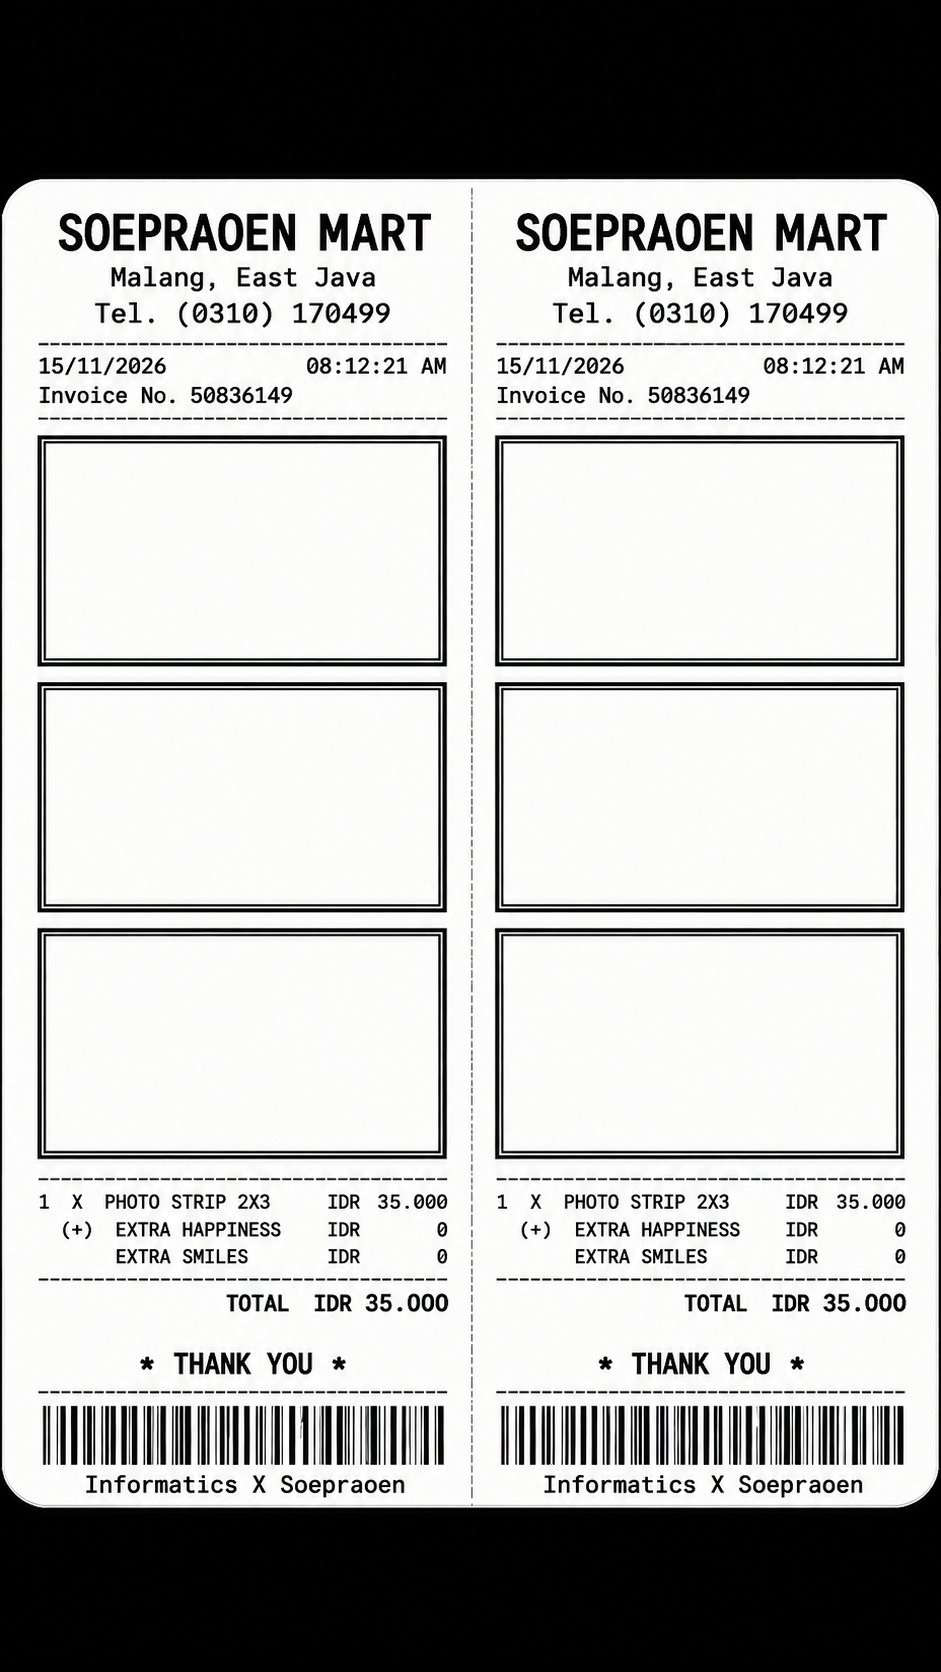 SOEPRAOEN MART
Malang, East Java
Tel. (0310) 170499
15/11/2026 08:12:21 AM
Invoice No. 50836149
1 X PHOTO STRIP 2X3 IDR 35.000
(+) EXTRA HAPPINESS IDR 0
EXTRA SMILES IDR 0
TOTAL IDR 35.000
* THANK YOU *
Informatics X Soepraoen
SOEPRAOEN MART
Malang, East Java
Tel. (0310) 170499
15/11/2026 08:12:21 AM
Invoice No. 50836149
1 X PHOTO STRIP 2X3 IDR 35.000
(+) EXTRA HAPPINESS IDR 0
EXTRA SMILES IDR 0
TOTAL IDR 35.000
* THANK YOU *
Informatics X Soepraoen